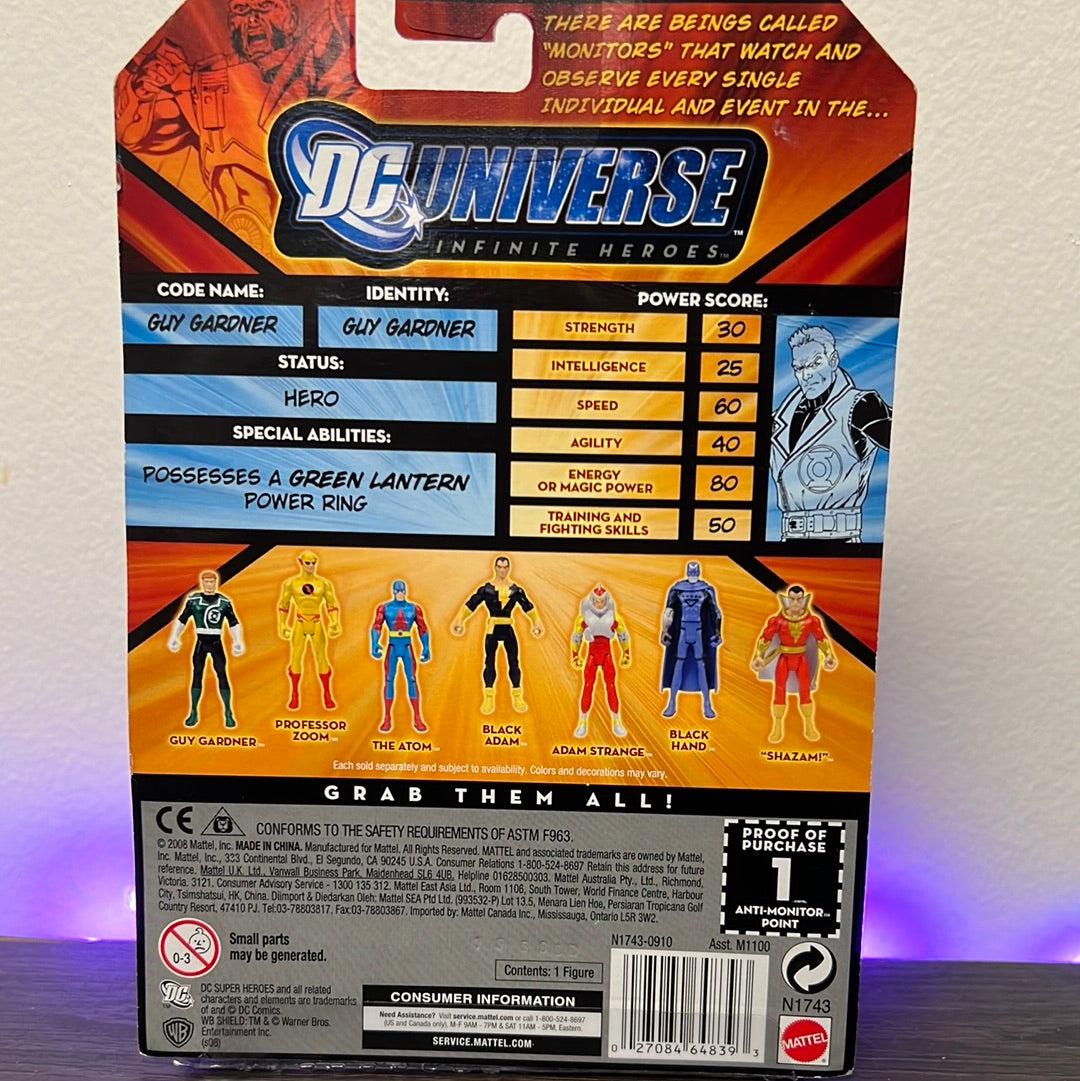 THERE ARE BEINGS CALLED
"MONITORS" THAT WATCH AND
OBSERVE EVERY SINGLE
INDIVIDUAL AND EVENT IN THE...
DC UNIVERSE™
INFINITE HEROES™
CODE NAME:
GUY GARDNER
IDENTITY:
GUY GARDNER
STATUS:
HERO
SPECIAL ABILITIES:
POSSESSES A GREEN LANTERN
POWER RING
POWER SCORE:
STRENGTH 30
INTELLIGENCE 25
SPEED 60
AGILITY 40
ENERGY
OR MAGIC POWER 80
TRAINING AND
FIGHTING SKILLS 50
GUY GARDNER™
PROFESSOR
ZOOM™
THE ATOM™
BLACK
ADAM™
ADAM STRANGE™
BLACK
HAND™
"SHAZAM!"™
Each sold separately and subject to availability. Colors and decorations may vary.
GRAB THEM ALL!
CE CONFORMS TO THE SAFETY REQUIREMENTS OF ASTM F963.
© 2008 Mattel, Inc. MADE IN CHINA. Manufactured for Mattel. All Rights Reserved. MATTEL and associated trademarks are owned by Mattel,
Inc. Mattel, Inc., 333 Continental Blvd., El Segundo, CA 90245 U.S.A. Consumer Relations 1-800-524-8697 Retain this address for future
reference. Mattel U.K. Ltd., Vanwall Business Park, Maidenhead SL6 4UB. Helpline 01628500303. Mattel Australia Pty., Ltd., Richmond,
Victoria. 3121. Consumer Advisory Service - 1300 135 312. Mattel East Asia Ltd., Room 1106, South Tower, World Finance Centre, Harbour
City, Tsimshatsui, HK, China. Diimport & Diedarkan Oleh: Mattel SEA Ptd Ltd. (993532-P) Lot 13.5, Menara Lien Hoe, Persiaran Tropicana Golf
Country Resort, 47410 PJ. Tel:03-78803817, Fax:03-78803867. Imported by: Mattel Canada Inc., Mississauga, Ontario L5R 3W2.
PROOF OF
PURCHASE
1
ANTI-MONITOR™
POINT
0-3
Small parts
may be generated.
N1743-0910 Asst. M1100
Contents: 1 Figure
DC
DC SUPER HEROES and all related
characters and elements are trademarks
of and © DC Comics.
WB SHIELD: TM & © Warner Bros.
Entertainment Inc.
(s08)
WB
CONSUMER INFORMATION
Need Assistance? Visit service.mattel.com or call 1-800-524-8697
(US and Canada only), M-F 9AM - 7PM & SAT 11AM - 5PM, Eastern.
SERVICE.MATTEL.COM
0 27084 64839 3
N1743
MATTEL